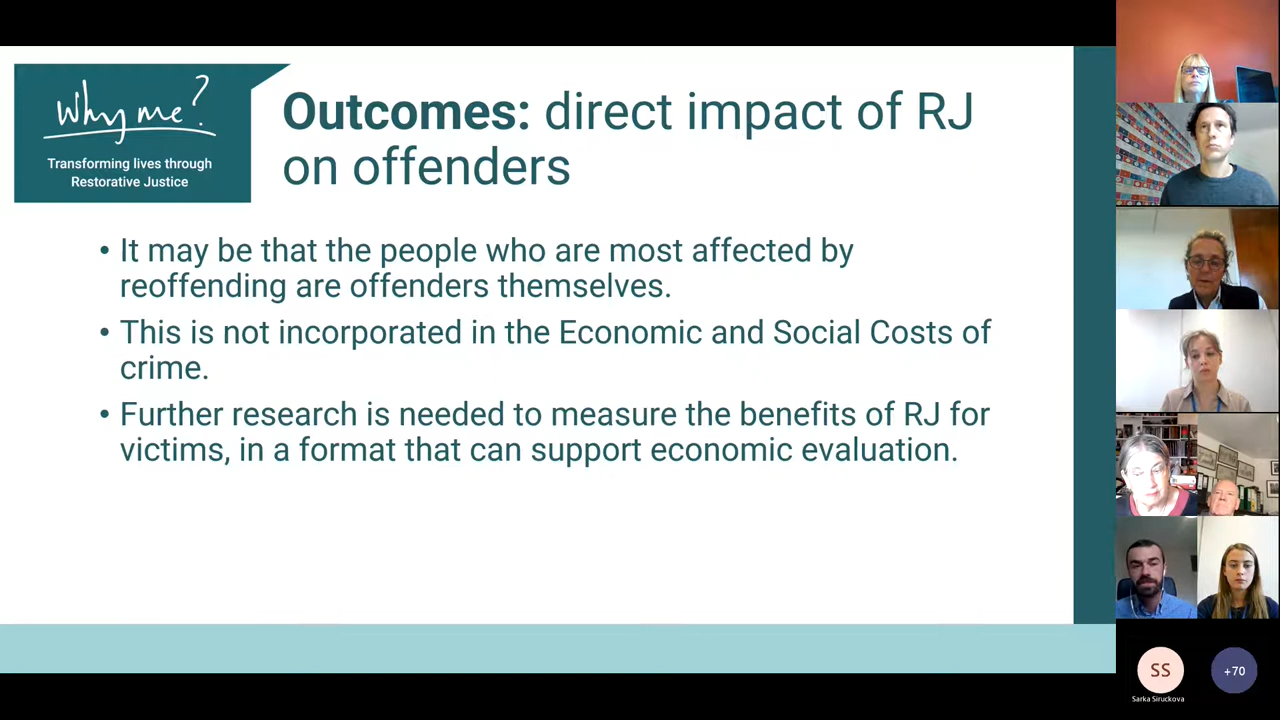 Why me?
Transforming lives through
Restorative Justice
Outcomes: direct impact of RJ
on offenders
• It may be that the people who are most affected by
reoffending are offenders themselves.
• This is not incorporated in the Economic and Social Costs of
crime.
• Further research is needed to measure the benefits of RJ for
victims, in a format that can support economic evaluation.
SS
+70
Sarka Siruckova